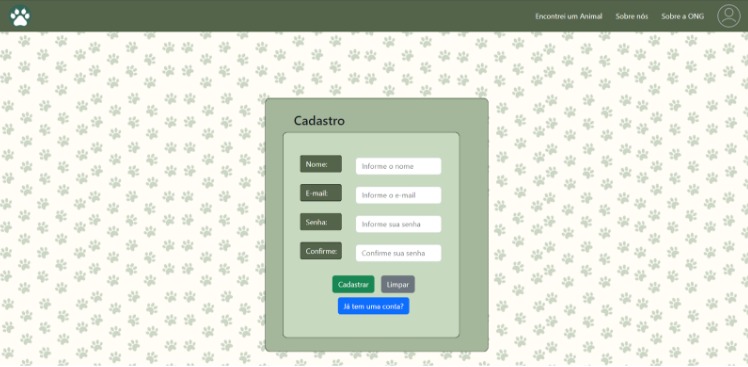 Encontrei um Animal Sobre nós Sobre a ONG
Cadastro
Nome: Informe o nome
E-mail: Informe o e-mail
Senha: Informe sua senha
Confirme: Confirme sua senha
Cadastrar Limpar
Já tem uma conta?